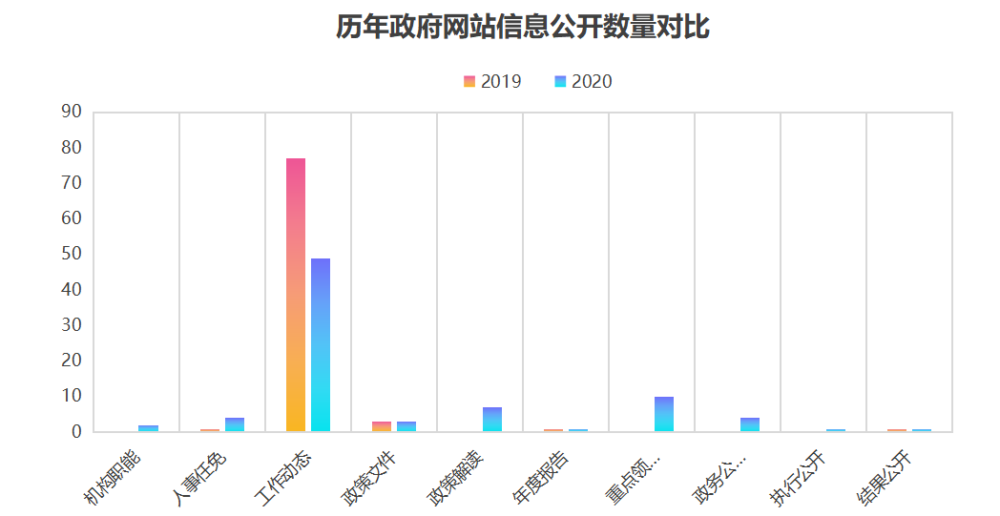 历年政府网站信息公开数量对比
2019 2020
90
80
70
60
50
40
30
20
10
0
机构职能
人事任免
工作动态
政策文件
政策解读
年度报告
重点领...
政务公...
执行公开
结果公开